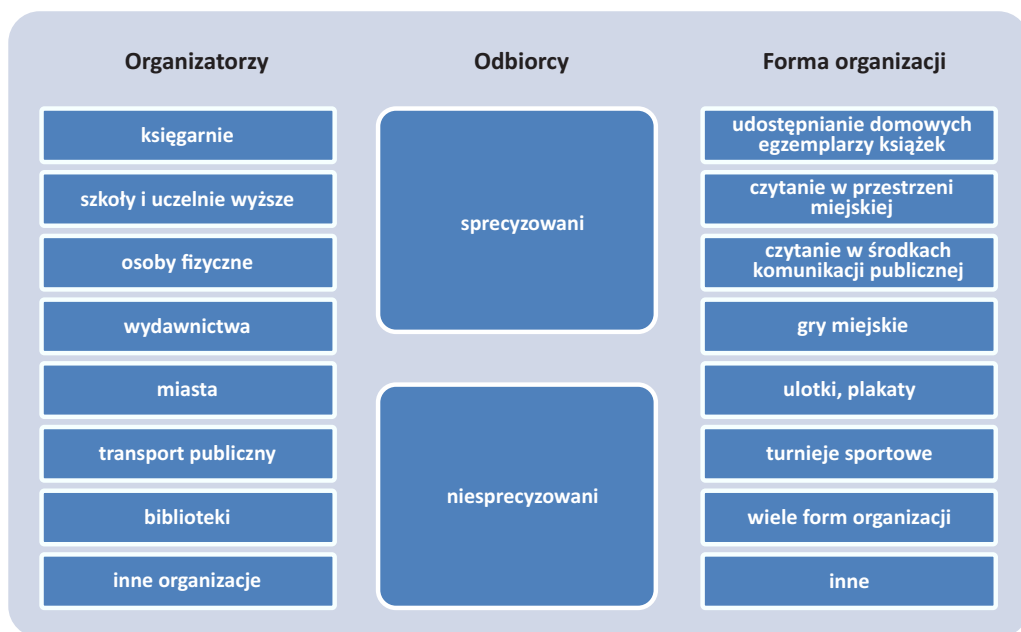 Organizatorzy
księgarnie
szkoły i uczelnie wyższe
osoby fizyczne
wydawnictwa
miasta
transport publiczny
biblioteki
inne organizacje
Odbiorcy
sprecyzowani
niesprecyzowani
Forma organizacji
udostępnianie domowych
egzemplarzy książek
czytanie w przestrzeni
miejskiej
czytanie w środkach
komunikacji publicznej
gry miejskie
ulotki, plakaty
turnieje sportowe
wiele form organizacji
inne